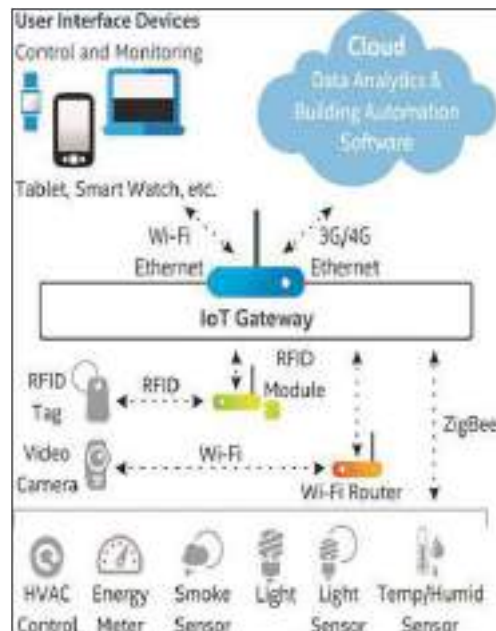 User Interface Devices
Control and Monitoring
Cloud
Data Analytics &
Building Automation
Software
Tablet, Smart Watch, etc.
Wi-Fi
Ethernet
3G/4G
Ethernet
IoT Gateway
RFID
Module
RFID
Tag
RFID
ZigBee
Video
Camera
Wi-Fi
Wi-Fi Router
HVAC
Control
Energy
Meter
Smoke
Sensor
Light
Light
Sensor
Temp/Humid
Sensor